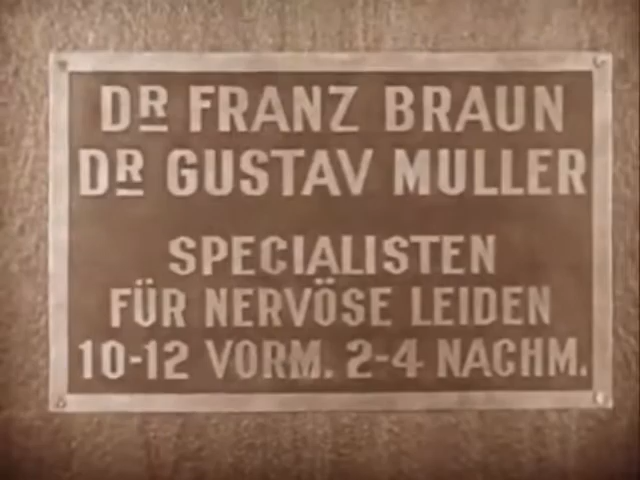 DR FRANZ BRAUN
DR GUSTAV MULLER
SPECIALISTEN
FÜR NERVÖSE LEIDEN
10-12 VORM. 2-4 NACHM.